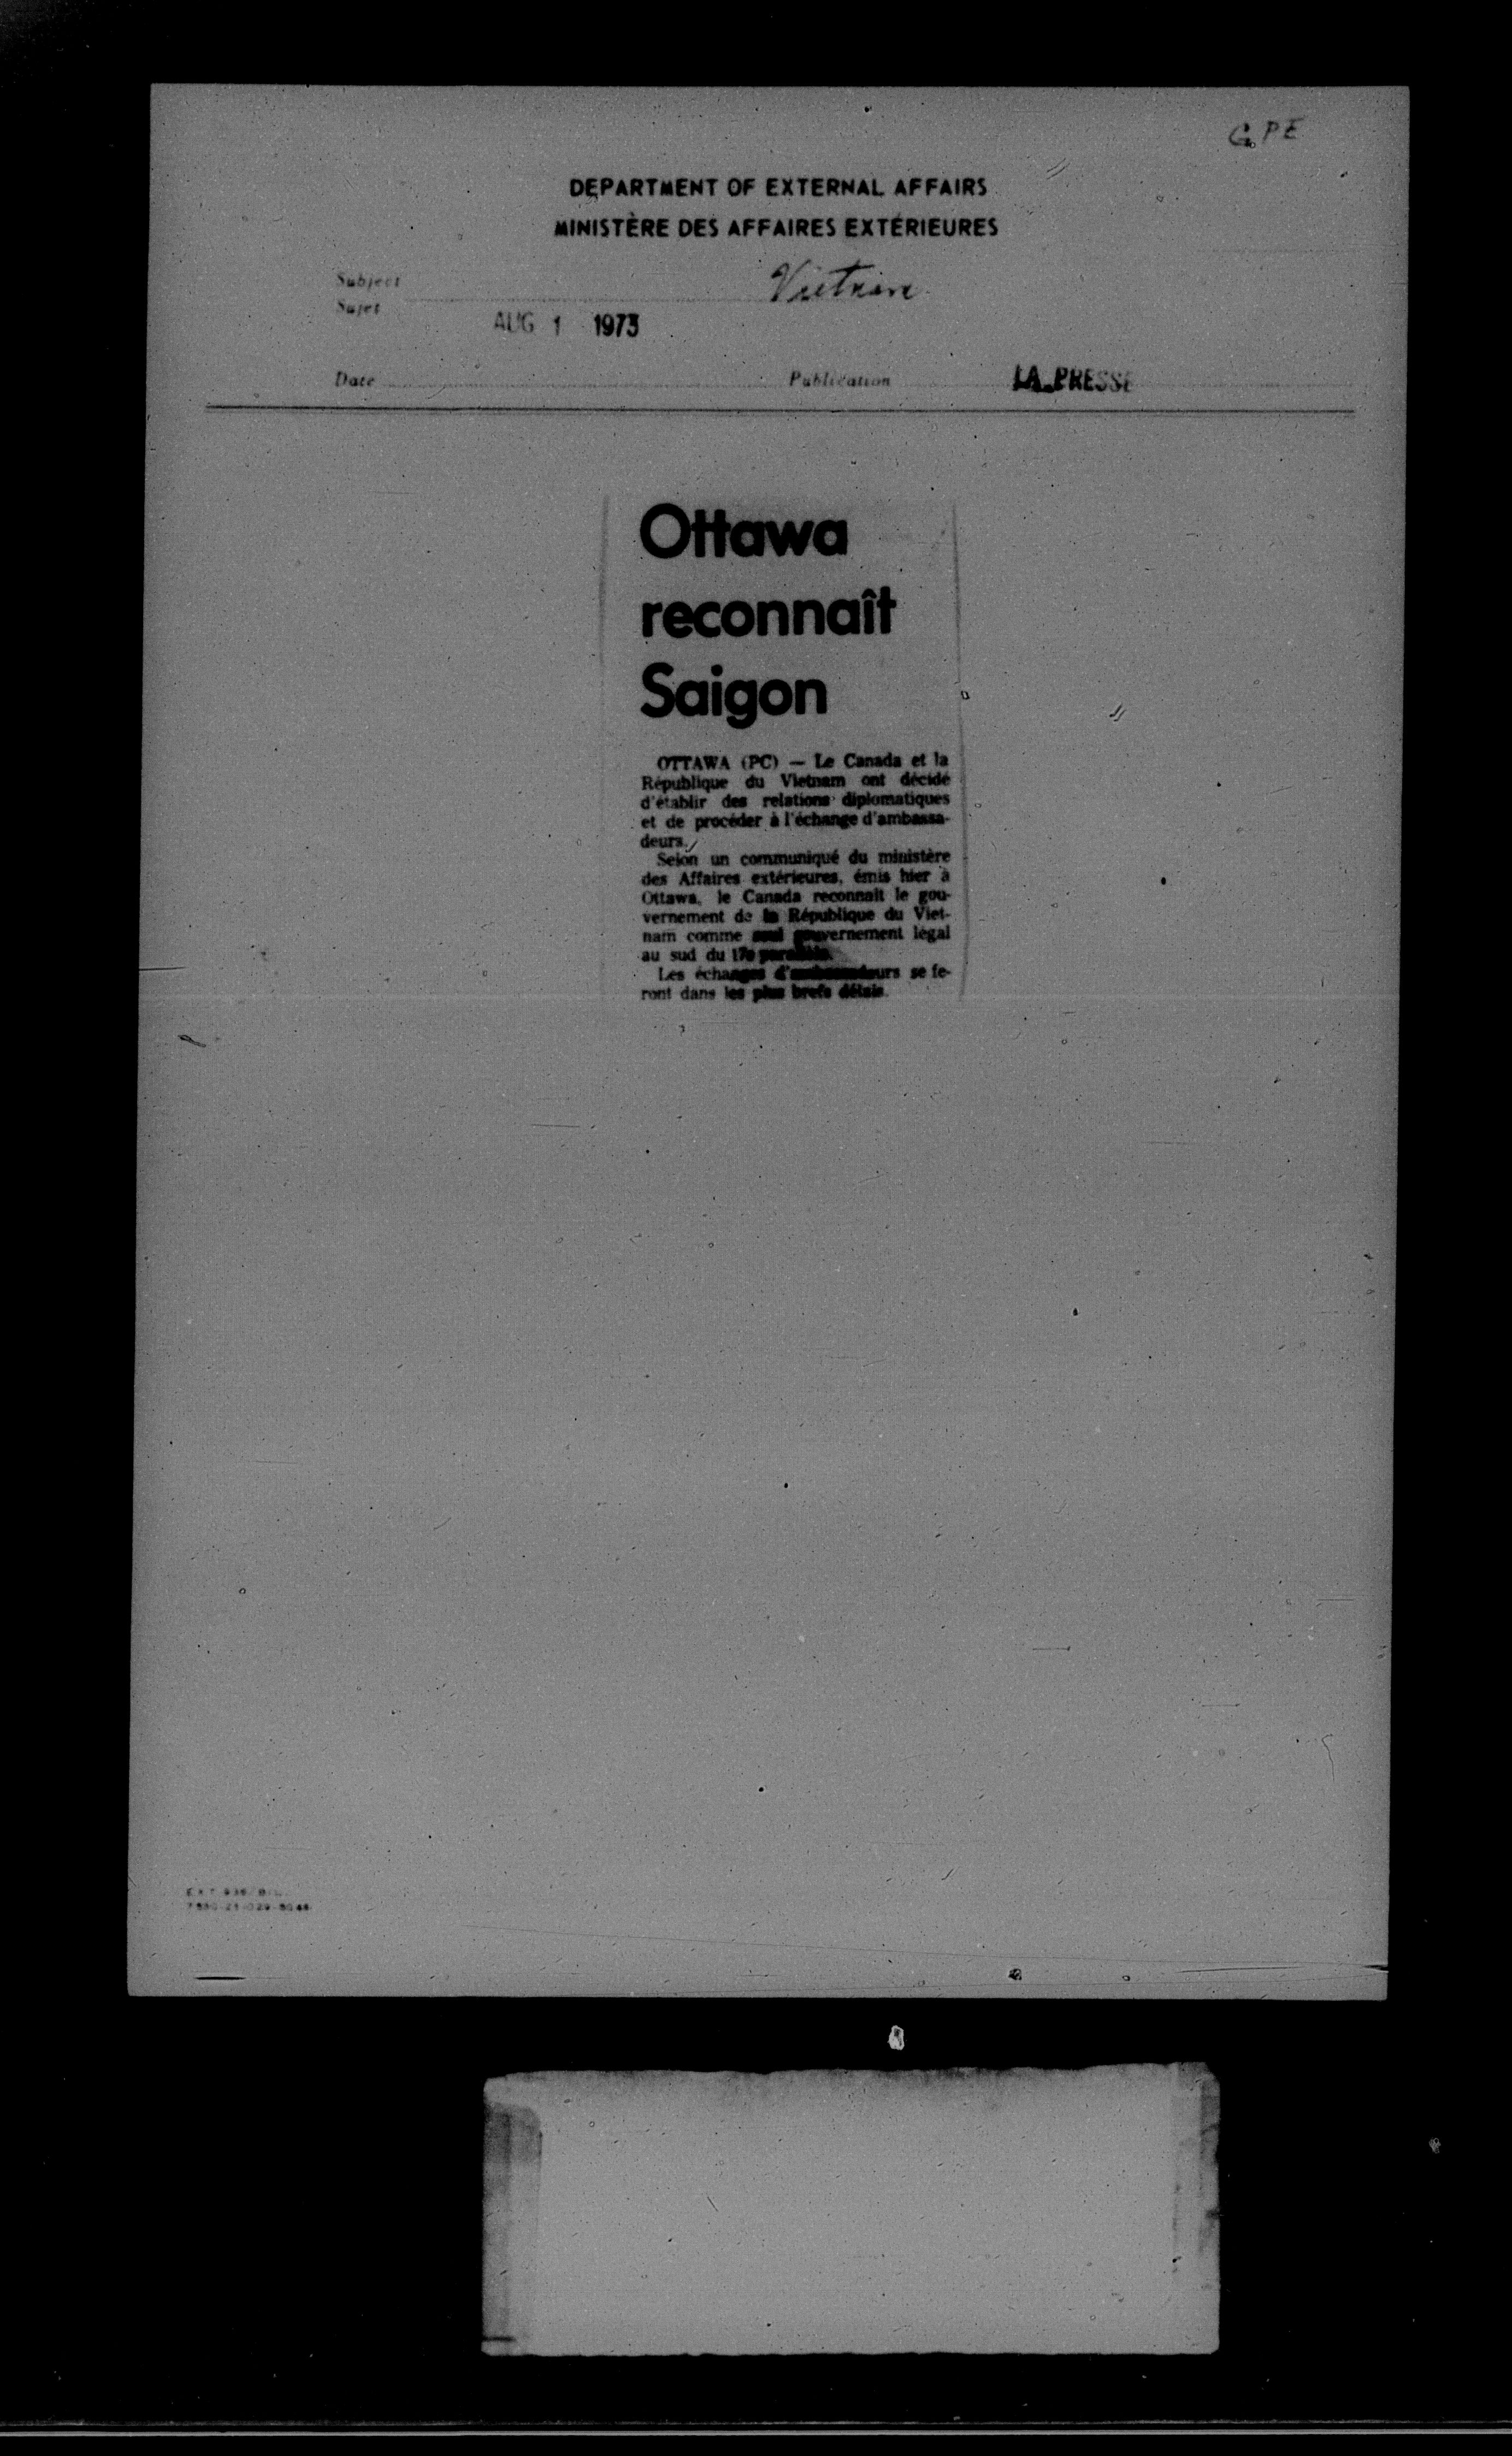 G.P.E
DEPARTMENT OF EXTERNAL AFFAIRS
MINISTÈRE DES AFFAIRES EXTÉRIEURES
Subject
Vietnam
Sujet
AUG 1 1973
Date
Publication
LA PRESSE
Ottawa
reconnaît
Saigon
OTTAWA (PC) — Le Canada et la
République du Vietnam ont décidé
d'établir des relations diplomatiques
et de procéder à l'échange d'ambassa-
deurs.
Selon un communiqué du ministère
des Affaires extérieures, émis hier à
Ottawa, le Canada reconnaît le gou-
vernement de la République du Viet-
nam comme seul gouvernement légal
au sud du 17e parallèle.
Les échanges d'ambassadeurs se fe-
ront dans les plus brefs délais.